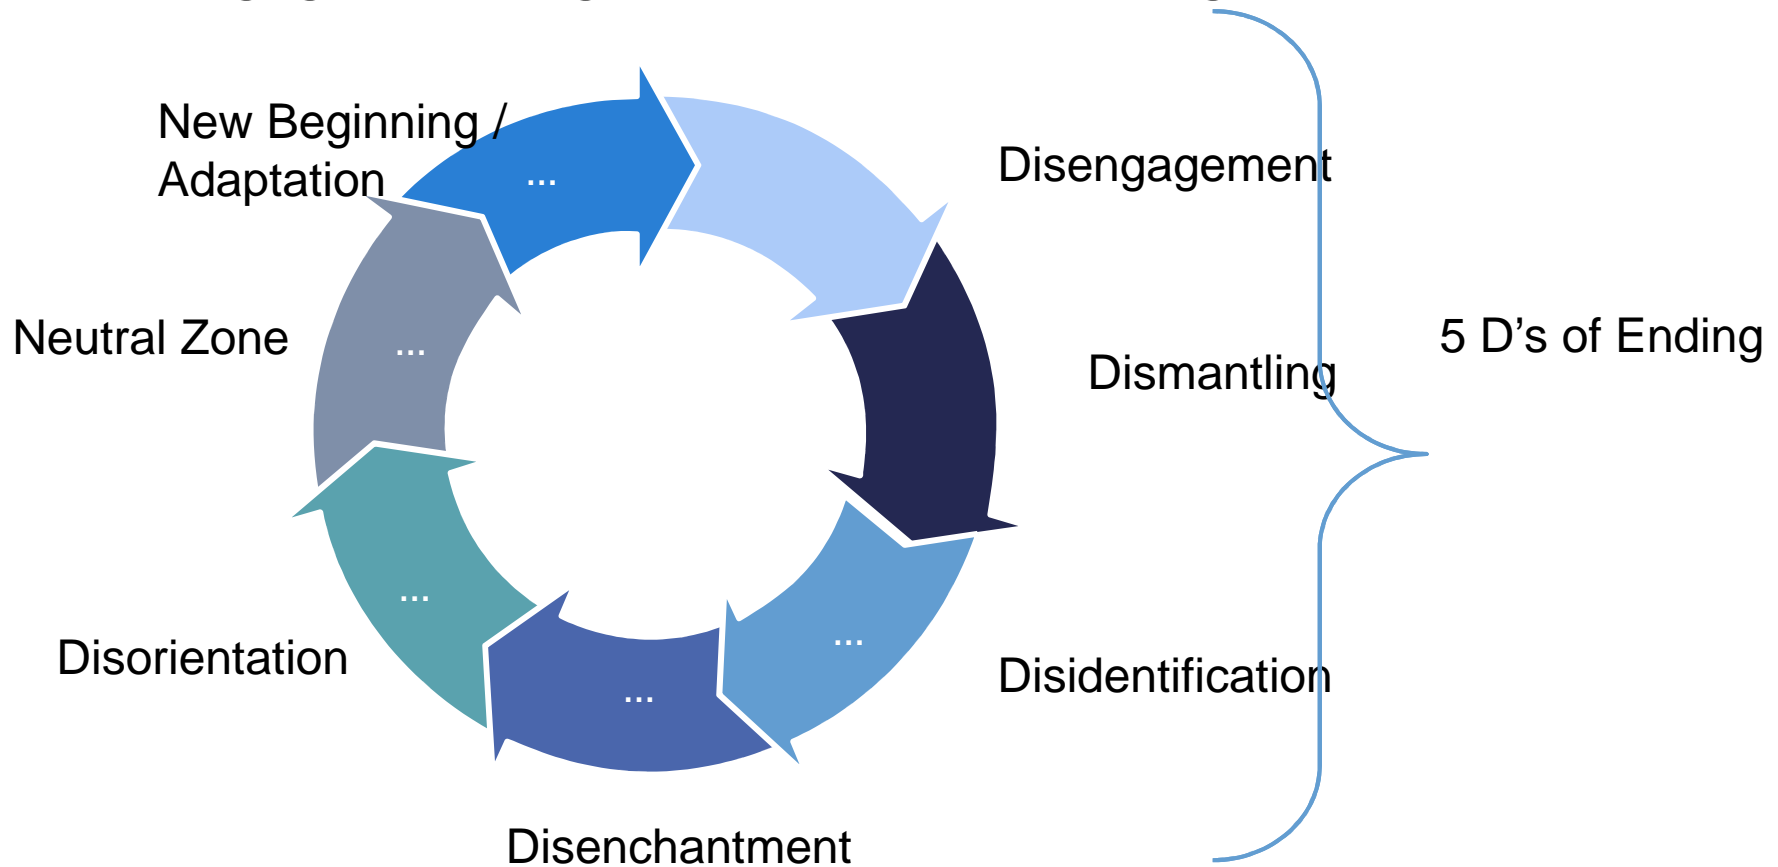 New Beginning /
Adaptation
...
Disengagement
Neutral Zone
...
Dismantling
5 D's of Ending
...
Disorientation
...
Disidentification
...
Disenchantment